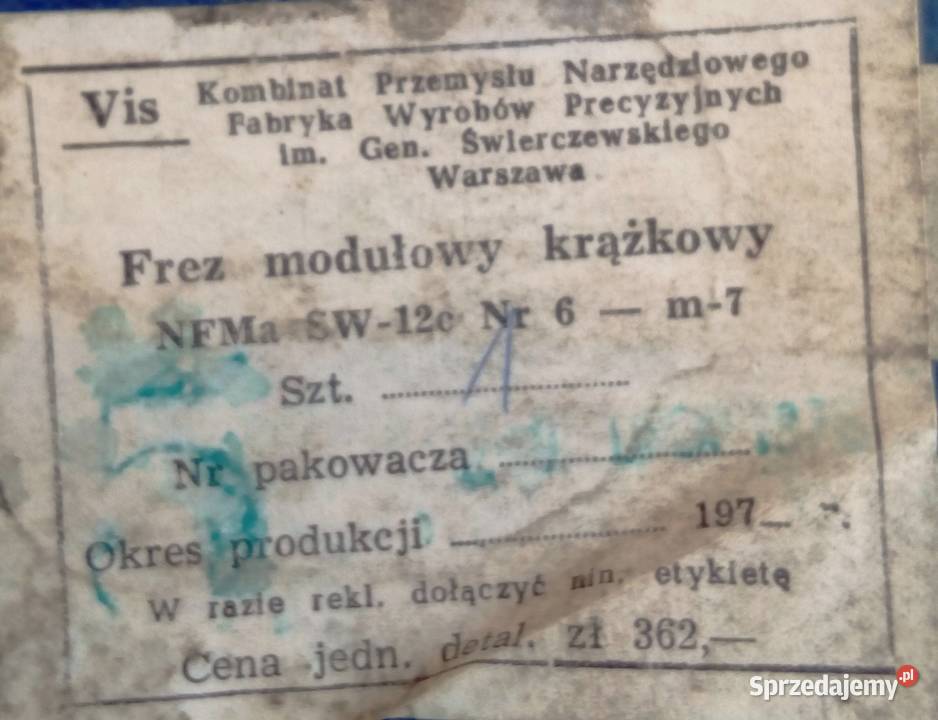 Vis
Kombinat Przemysłu Narzędziowego
Fabryka Wyrobów Precyzyjnych
im. Gen. Świerczewskiego
Warszawa
Frez modułowy krążkowy
NFMa SW-12c Nr 6 — m-7
Szt. 1
Nr pakowacza
Okres produkcji 197
W razie rekl. dołączyć nin. etykietę
Cena jedn. detal. zł 362,—
Sprzedajemy.pl